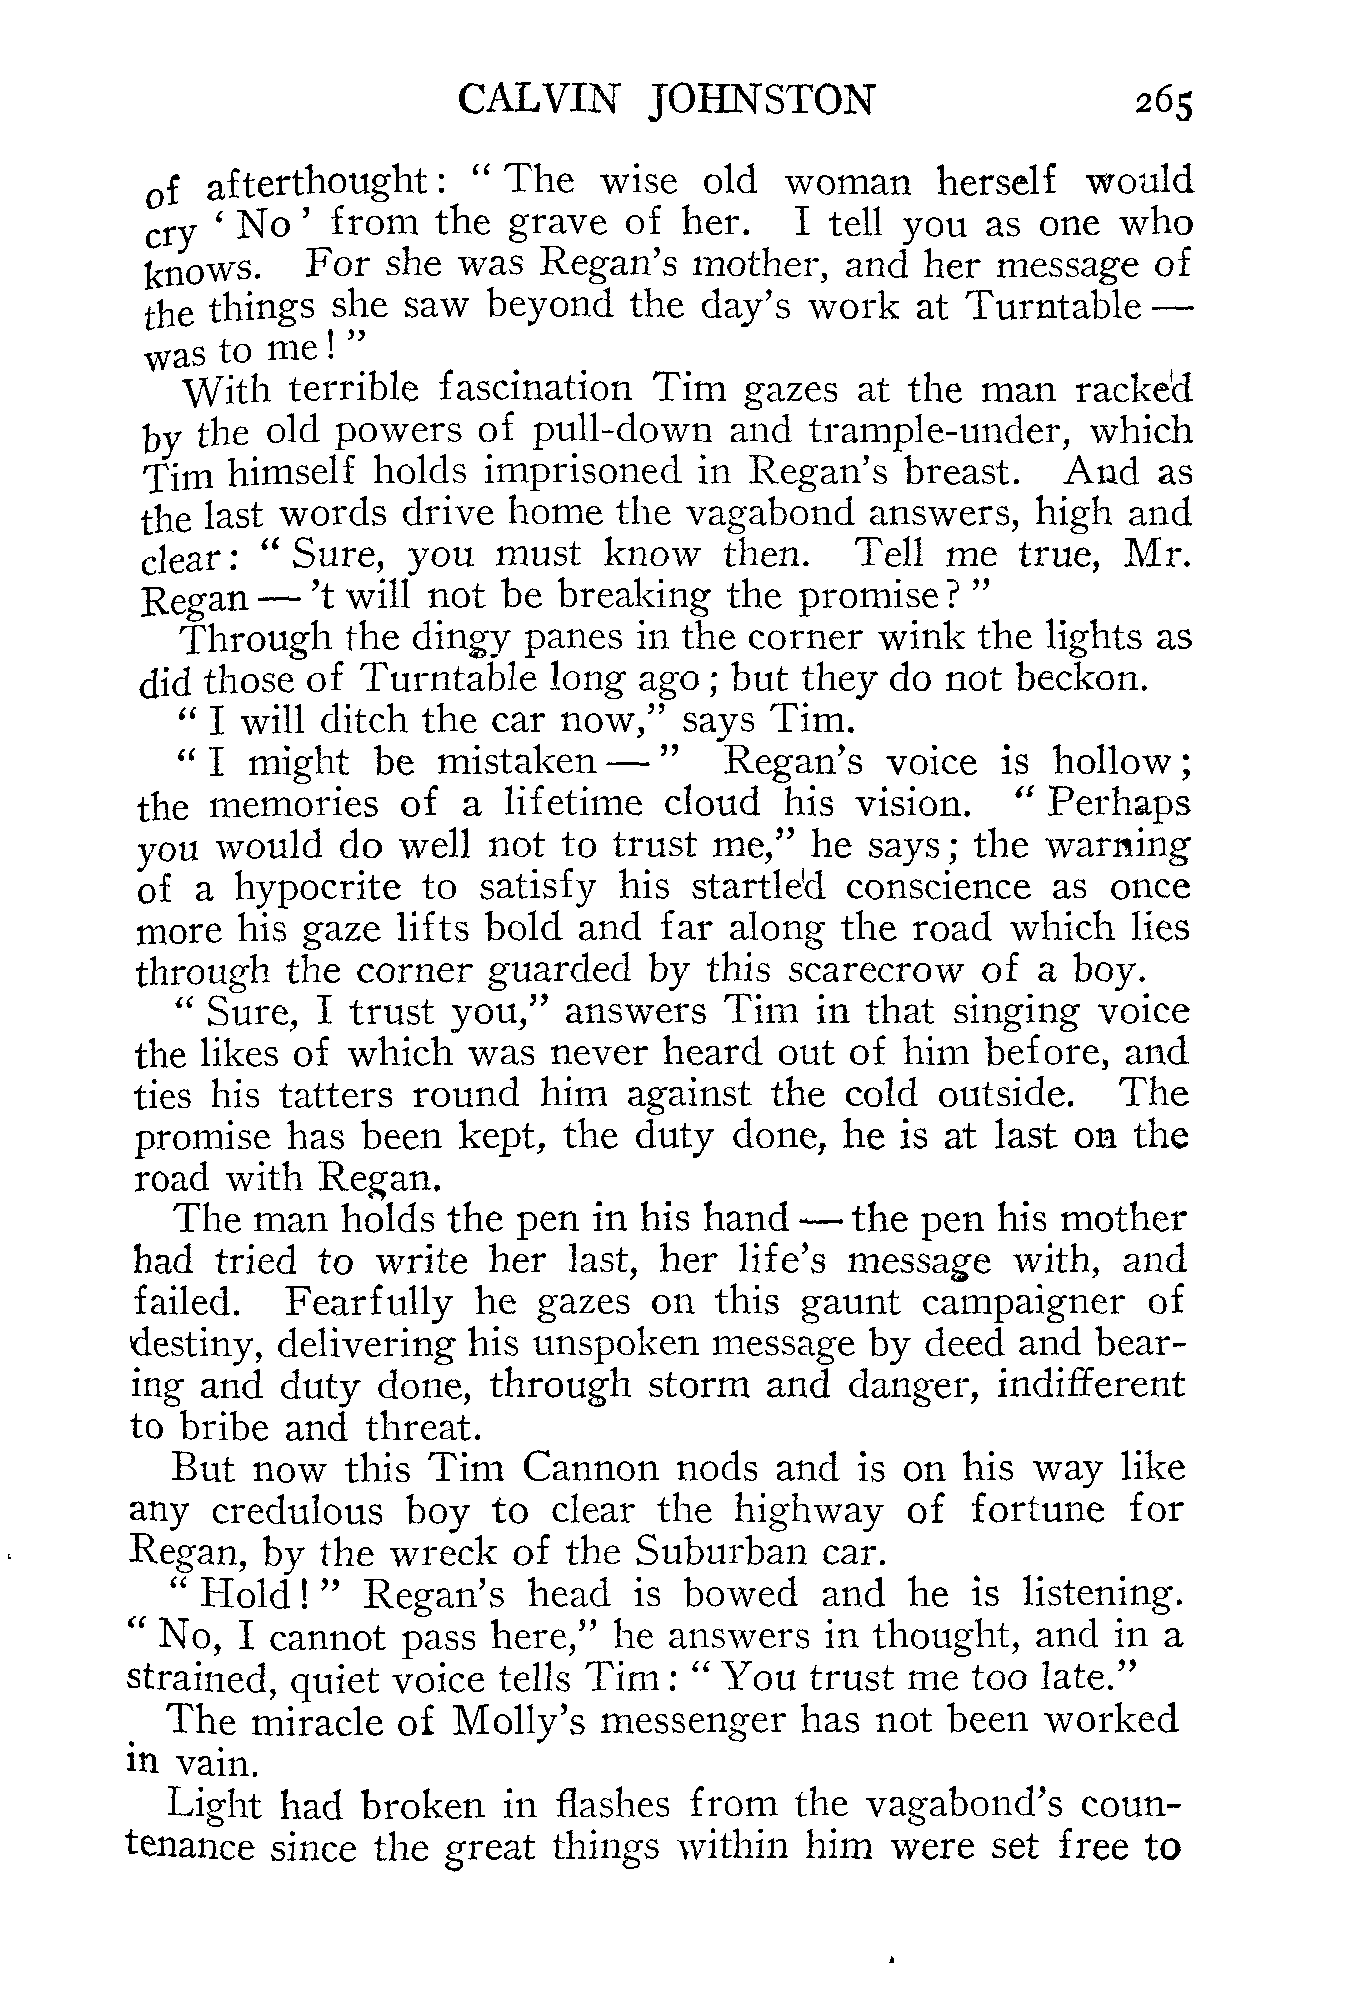 CALVIN JOHNSTON 265
of afterthought: “ The wise old woman herself would
cry ‘ No ’ from the grave of her. I tell you as one who
knows. For she was Regan’s mother, and her message of
the things she saw beyond the day’s work at Turntable —
was to me! ”
With terrible fascination Tim gazes at the man racked
by the old powers of pull-down and trample-under, which
Tim himself holds imprisoned in Regan’s breast. And as
the last words drive home the vagabond answers, high and
clear: “ Sure, you must know then. Tell me true, Mr.
Regan — ’t will not be breaking the promise? ”
Through the dingy panes in the corner wink the lights as
did those of Turntable long ago; but they do not beckon.
“ I will ditch the car now,” says Tim.
“ I might be mistaken — ” Regan’s voice is hollow;
the memories of a lifetime cloud his vision. “ Perhaps
you would do well not to trust me,” he says; the warning
of a hypocrite to satisfy his startled conscience as once
more his gaze lifts bold and far along the road which lies
through the corner guarded by this scarecrow of a boy.
“ Sure, I trust you,” answers Tim in that singing voice
the likes of which was never heard out of him before, and
ties his tatters round him against the cold outside. The
promise has been kept, the duty done, he is at last on the
road with Regan.
The man holds the pen in his hand — the pen his mother
had tried to write her last, her life’s message with, and
failed. Fearfully he gazes on this gaunt campaigner of
destiny, delivering his unspoken message by deed and bear-
ing and duty done, through storm and danger, indifferent
to bribe and threat.
But now this Tim Cannon nods and is on his way like
any credulous boy to clear the highway of fortune for
Regan, by the wreck of the Suburban car.
“ Hold! ” Regan’s head is bowed and he is listening.
“ No, I cannot pass here,” he answers in thought, and in a
strained, quiet voice tells Tim: “ You trust me too late.”
The miracle of Molly’s messenger has not been worked
in vain.
Light had broken in flashes from the vagabond’s coun-
tenance since the great things within him were set free to